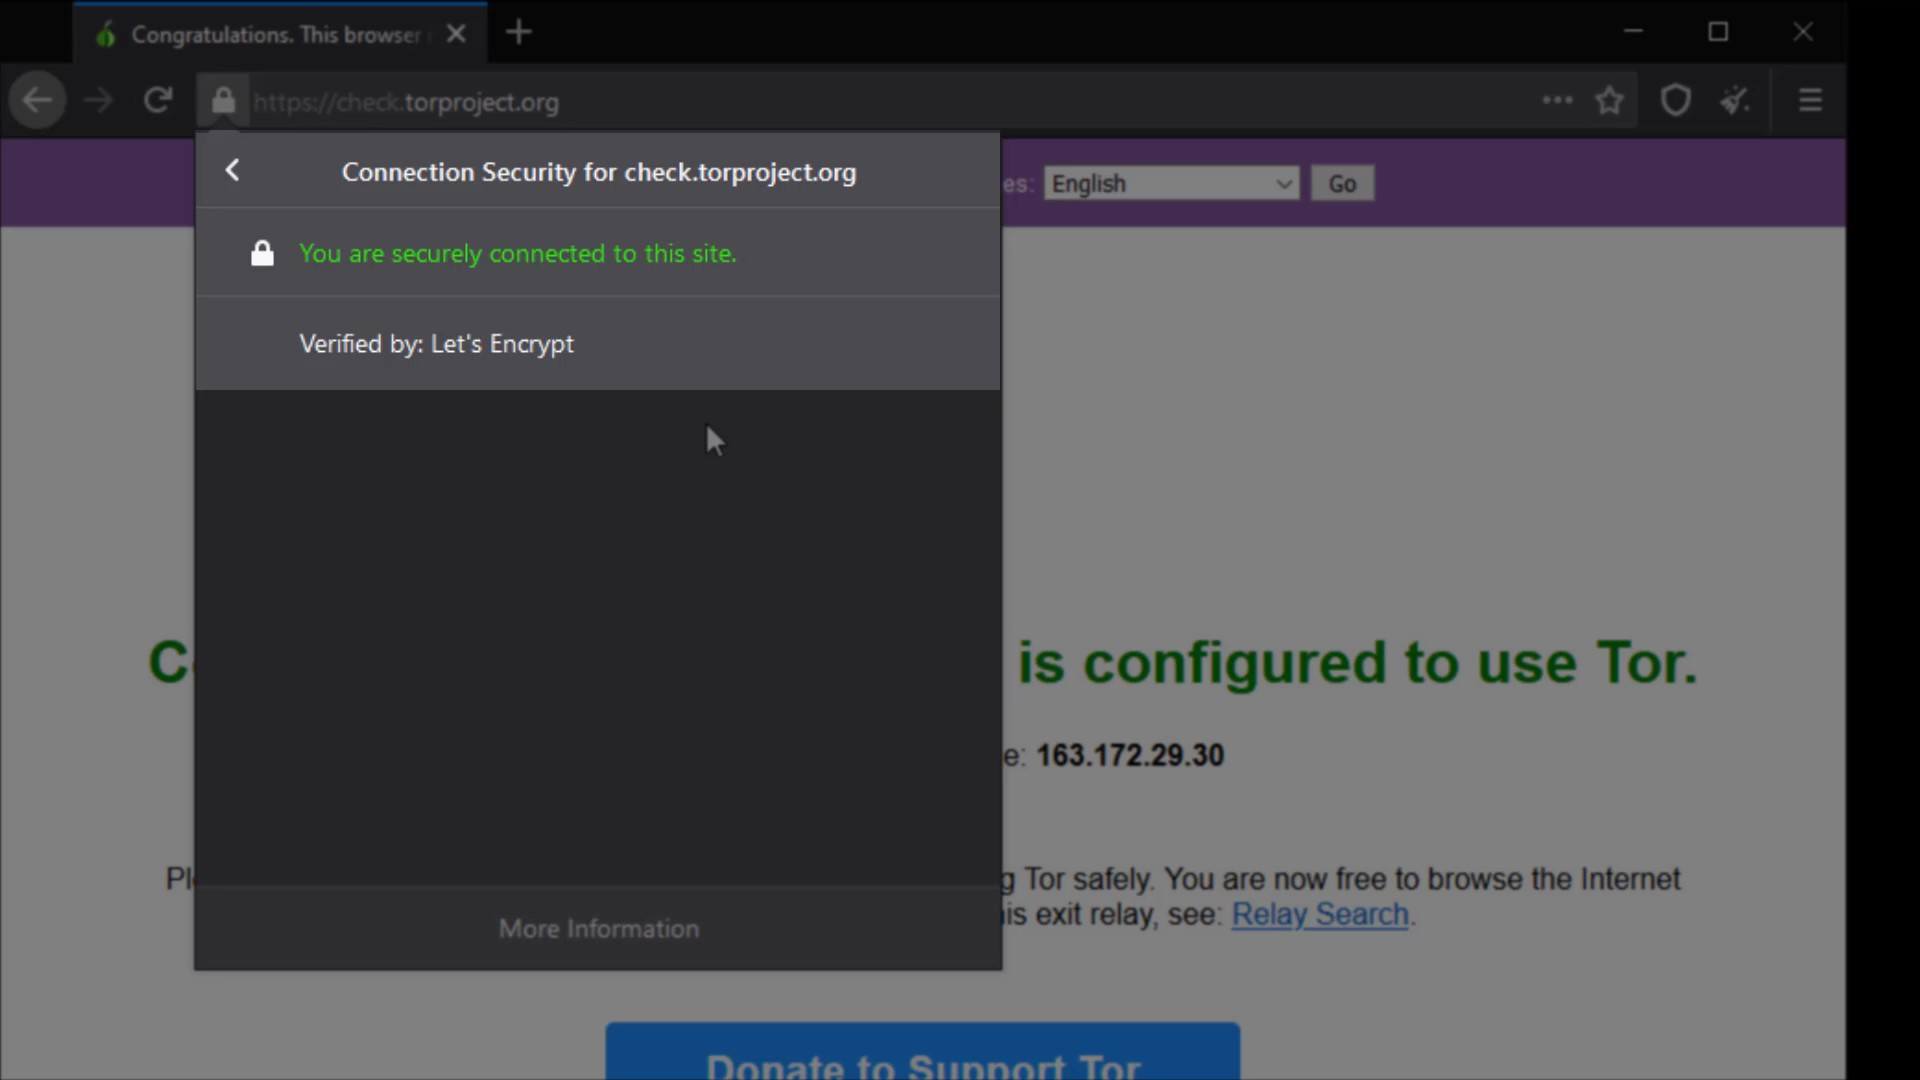 Congratulations. This browser
https://check.torproject.org
Connection Security for check.torproject.org
es: English Go
You are securely connected to this site.
Verified by: Let's Encrypt
C is configured to use Tor.
e: 163.172.29.30
Pl g Tor safely. You are now free to browse the Internet
is exit relay, see: Relay Search.
More Information
Donate to Support Tor